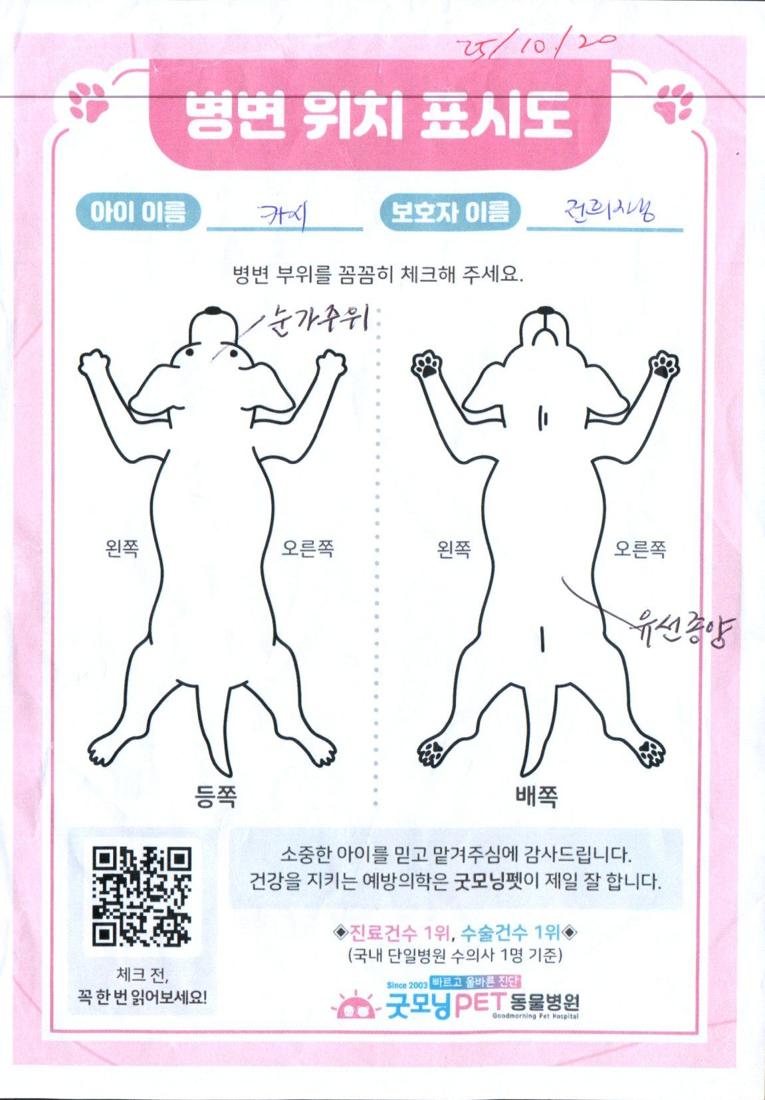 25/10/20
병변 위치 표시도
아이 이름 캬시 보호자 이름 전희지님
병변 부위를 꼼꼼히 체크해 주세요.
눈가주위
왼쪽 오른쪽 왼쪽 오른쪽
유선종양
등쪽 배쪽
소중한 아이를 믿고 맡겨주심에 감사드립니다.
건강을 지키는 예방의학은 굿모닝펫이 제일 잘 합니다.
◈진료건수 1위, 수술건수 1위◈
(국내 단일병원 수의사 1명 기준)
체크 전,
꼭 한 번 읽어보세요!
Since 2003 빠르고 올바른 진단
굿모닝PET동물병원
Goodmorning Pet Hospital